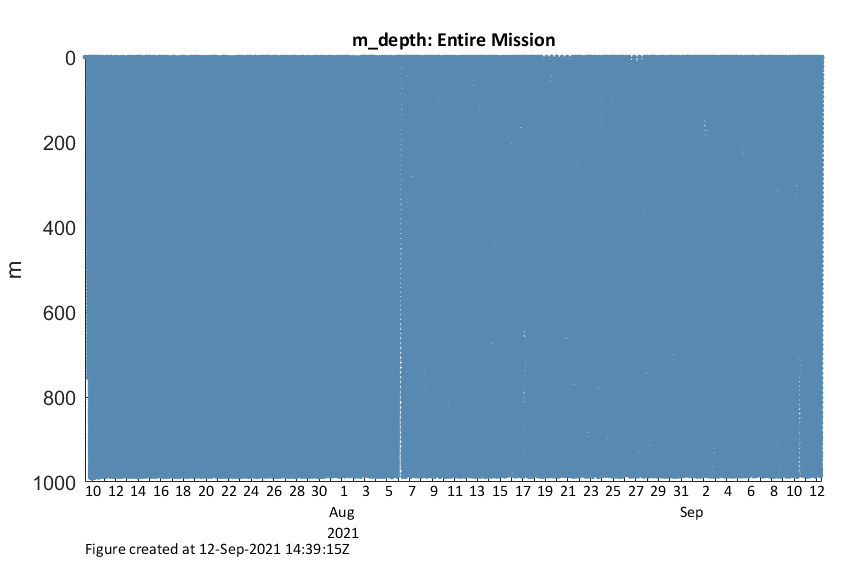 m_depth: Entire Mission
0
200
400
600
800
1000
m
10 12 14 16 18 20 22 24 26 28 30 1 3 5 7 9 11 13 15 17 19 21 23 25 27 29 31 2 4 6 8 10 12
Aug Sep
2021
Figure created at 12-Sep-2021 14:39:15Z